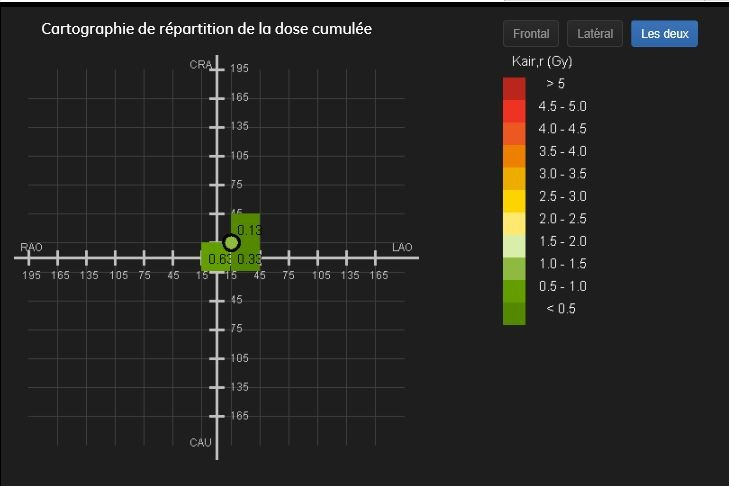 Cartographie de répartition de la dose cumulée
Frontal Latéral Les deux
Kair,r (Gy)
> 5
4.5 - 5.0
4.0 - 4.5
3.5 - 4.0
3.0 - 3.5
2.5 - 3.0
2.0 - 2.5
1.5 - 2.0
1.0 - 1.5
0.5 - 1.0
< 0.5
CRA
195
165
135
105
75
45
0.13
RAO LAO
0.63 0.33
195 165 135 105 75 45 15 15 45 75 105 135 165
45
75
105
135
165
CAU